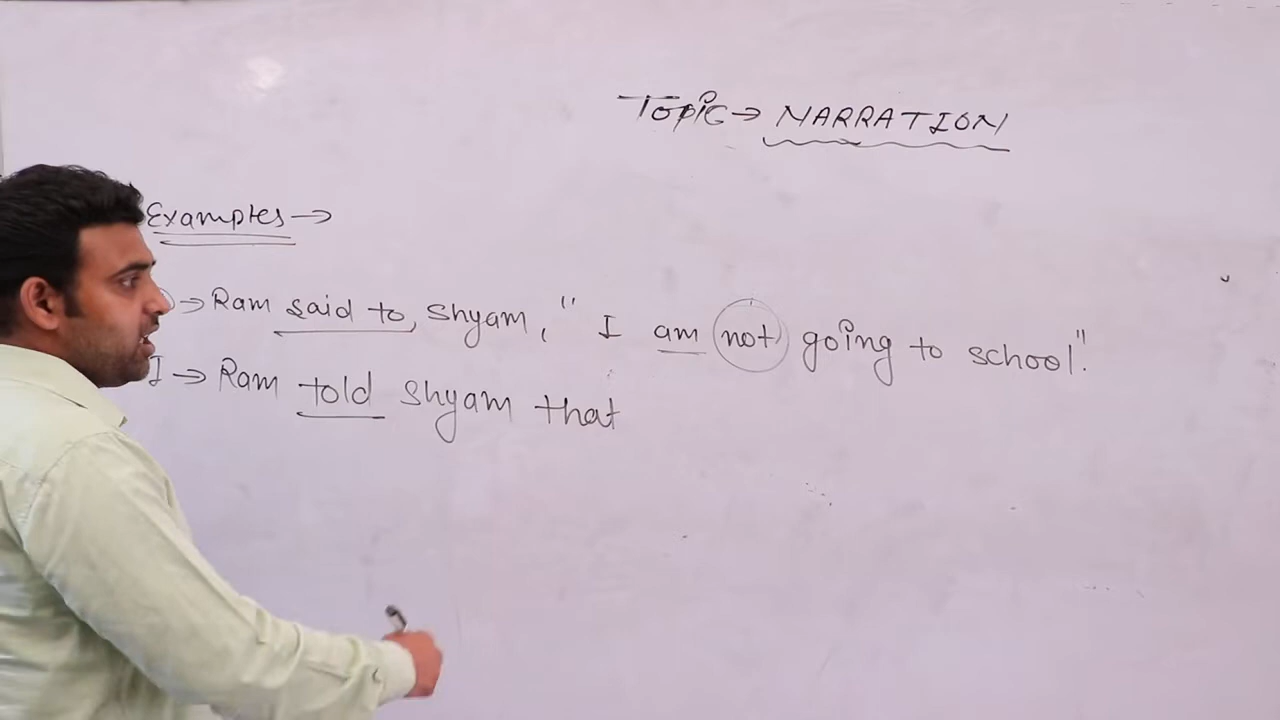 Topic → NARRATION
Examples →
→ Ram said to, Shyam, " I am not going to school."
I → Ram told Shyam that